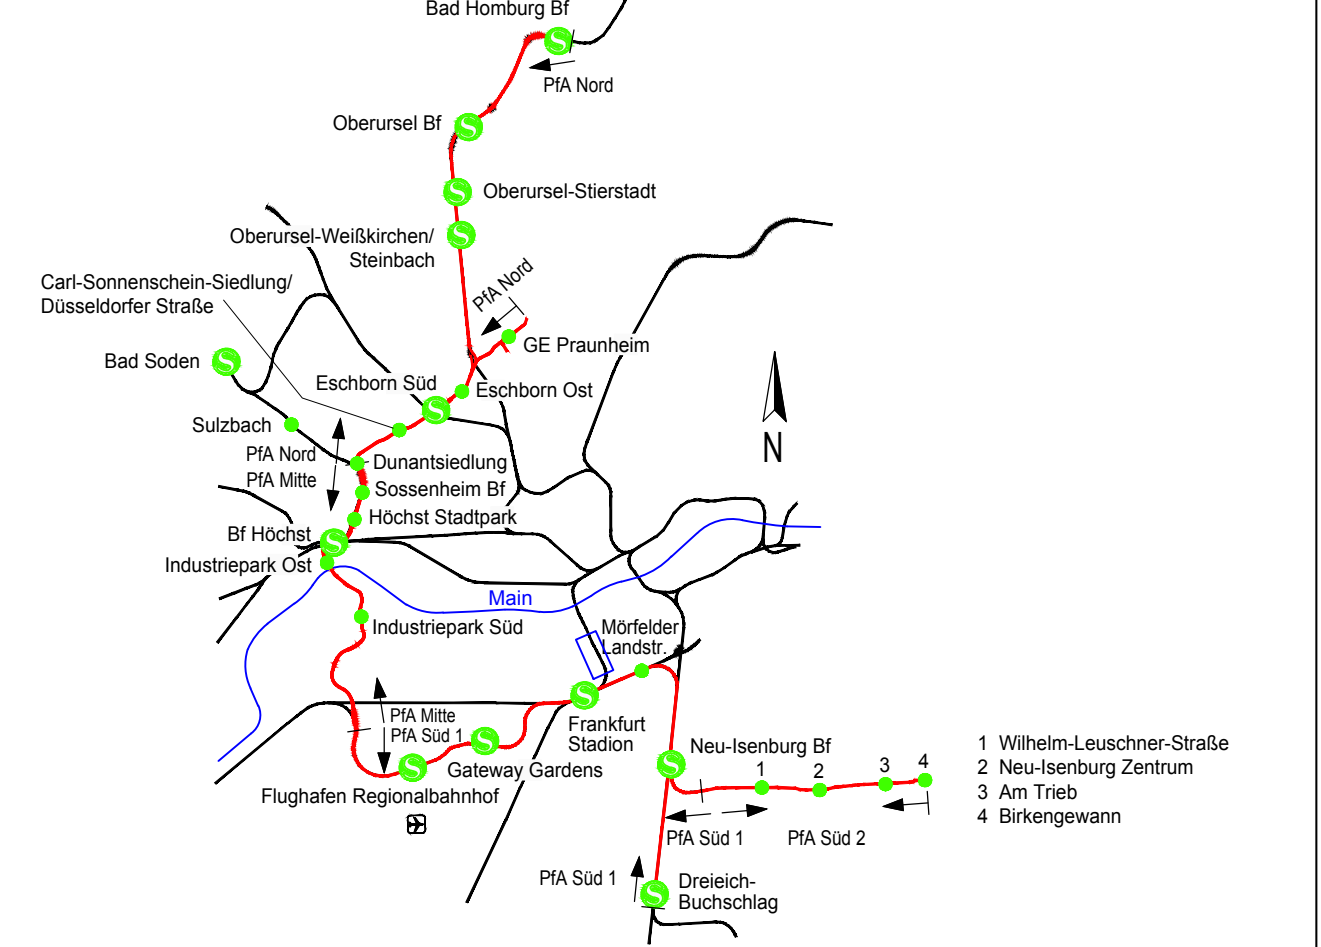 Bad Homburg Bf
PfA Nord
Oberursel Bf
Oberursel-Stierstadt
Oberursel-Weißkirchen/
Steinbach
PfA Nord
Carl-Sonnenschein-Siedlung/
Düsseldorfer Straße
GE Praunheim
Bad Soden
Eschborn Süd
Eschborn Ost
Sulzbach
PfA Nord
PfA Mitte
Dunantsiedlung
Sossenheim Bf
N
Höchst Stadtpark
Bf Höchst
Industriepark Ost
Main
Industriepark Süd
Mörfelder
Landstr.
PfA Mitte
PfA Süd 1
Frankfurt
Stadion
Gateway Gardens
Flughafen Regionalbahnhof
Neu-Isenburg Bf
1
2
3
4
1 Wilhelm-Leuschner-Straße
2 Neu-Isenburg Zentrum
3 Am Trieb
4 Birkengewann
PfA Süd 1
PfA Süd 2
PfA Süd 1
Dreieich-
Buchschlag